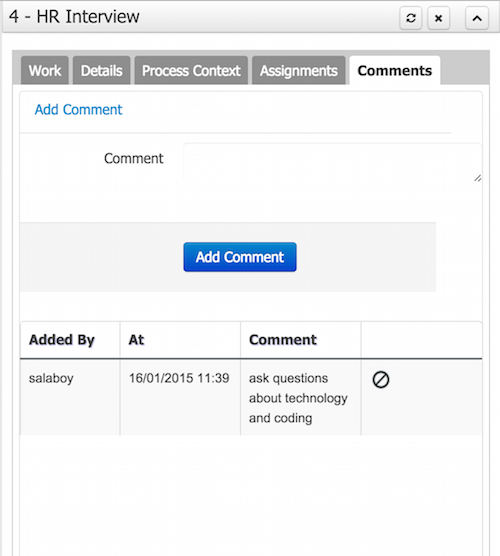 4 - HR Interview
Work Details Process Context Assignments Comments
Add Comment
Comment
Add Comment
Added By At Comment
salaboy 16/01/2015 11:39 ask questions
about technology
and coding